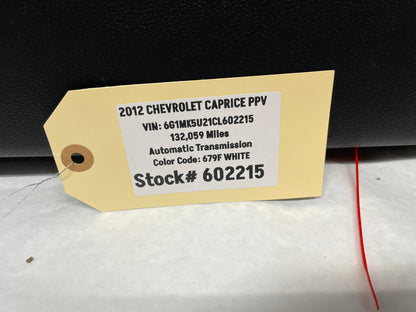 2012 CHEVROLET CAPRICE PPV
VIN: 6G1MK5U21CL602215
132,059 Miles
Automatic Transmission
Color Code: 679F WHITE
Stock# 602215